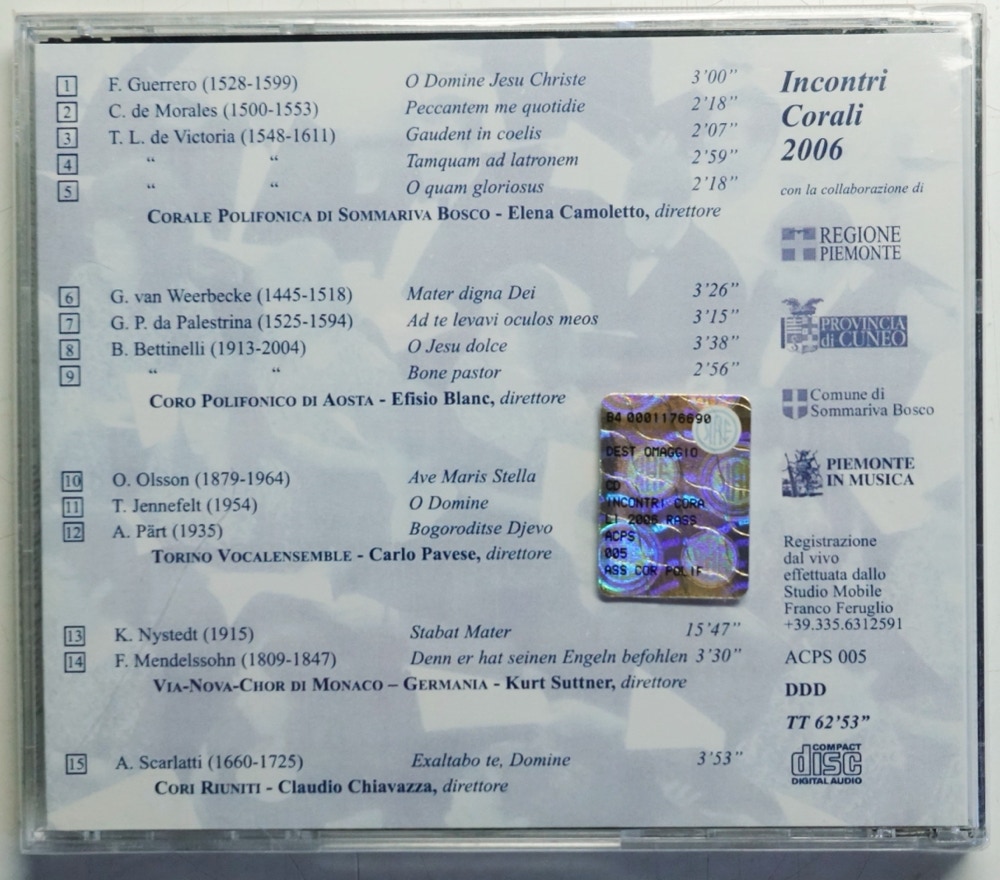 1 F. Guerrero (1528-1599) O Domine Jesu Christe 3’00”
2 C. de Morales (1500-1553) Peccantem me quotidie 2’18”
3 T. L. de Victoria (1548-1611) Gaudent in coelis 2’07”
4 “ “ Tamquam ad latronem 2’59”
5 “ “ O quam gloriosus 2’18”
CORALE POLIFONICA DI SOMMARIVA BOSCO - Elena Camoletto, direttore
6 G. van Weerbecke (1445-1518) Mater digna Dei 3’26”
7 G. P. da Palestrina (1525-1594) Ad te levavi oculos meos 3’15”
8 B. Bettinelli (1913-2004) O Jesu dolce 3’38”
9 “ “ Bone pastor 2’56”
CORO POLIFONICO DI AOSTA - Efisio Blanc, direttore
10 O. Olsson (1879-1964) Ave Maris Stella
11 T. Jennefelt (1954) O Domine
12 A. Pärt (1935) Bogoroditse Djevo
TORINO VOCALENSEMBLE - Carlo Pavese, direttore
13 K. Nystedt (1915) Stabat Mater 15’47”
14 F. Mendelssohn (1809-1847) Denn er hat seinen Engeln befohlen 3’30”
VIA-NOVA-CHOR DI MONACO – GERMANIA - Kurt Suttner, direttore
15 A. Scarlatti (1660-1725) Exaltabo te, Domine 3’53”
CORI RIUNITI - Claudio Chiavazza, direttore
B4 0001176690
DEST OMAGGIO
CD
INCONTRI CORA
LI 2006 RASS
ACPS
005
ASS COR POLIF
Incontri
Corali
2006
con la collaborazione di
REGIONE
PIEMONTE
PROVINCIA
di CUNEO
Comune di
Sommariva Bosco
PIEMONTE
IN MUSICA
Registrazione
dal vivo
effettuata dallo
Studio Mobile
Franco Feruglio
+39.335.6312591
ACPS 005
DDD
TT 62’53”
COMPACT
disc
DIGITAL AUDIO